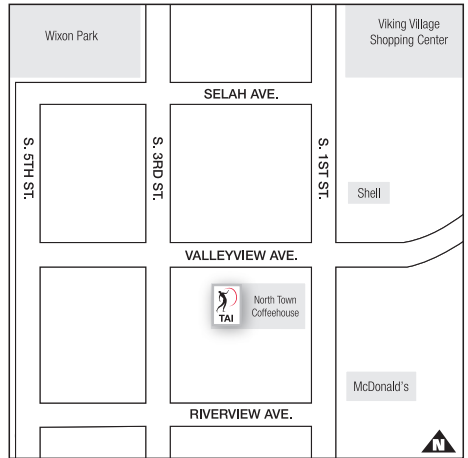 Wixon Park
Viking Village
Shopping Center
SELAH AVE.
S. 5TH ST.
S. 3RD ST.
S. 1ST ST.
Shell
VALLEYVIEW AVE.
TAI
North Town
Coffeehouse
McDonald's
RIVERVIEW AVE.
N